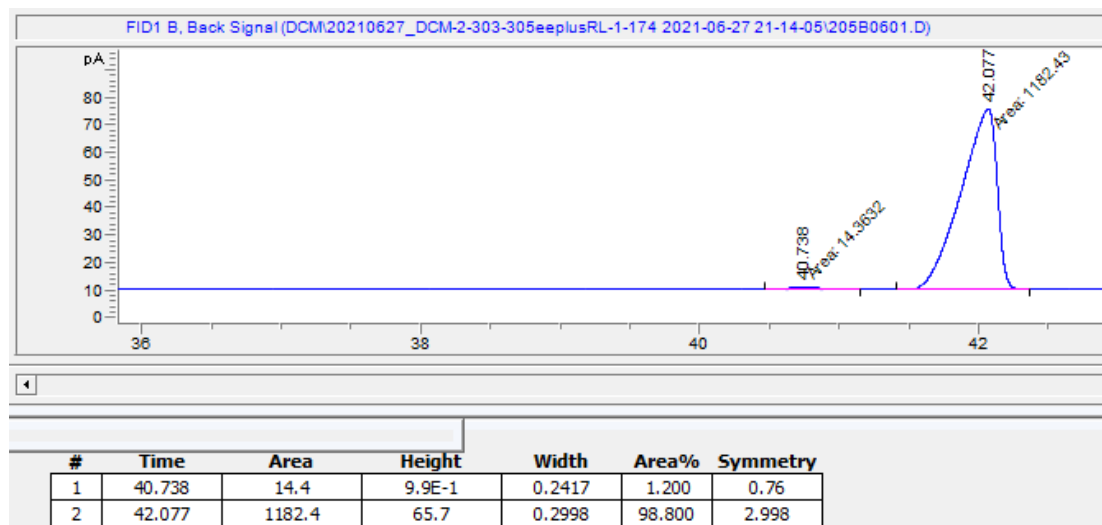 FID1 B, Back Signal (DCM\20210627_DCM-2-303-305eeplusRL-1-174 2021-06-27 21-14-05\205B0601.D)
pA
80
70
60
50
40
30
20
10
0
40.738
Area: 14.3632
42.077
Area: 1182.43
36 38 40 42
# Time Area Height Width Area% Symmetry
1 40.738 14.4 9.9E-1 0.2417 1.200 0.76
2 42.077 1182.4 65.7 0.2998 98.800 2.998